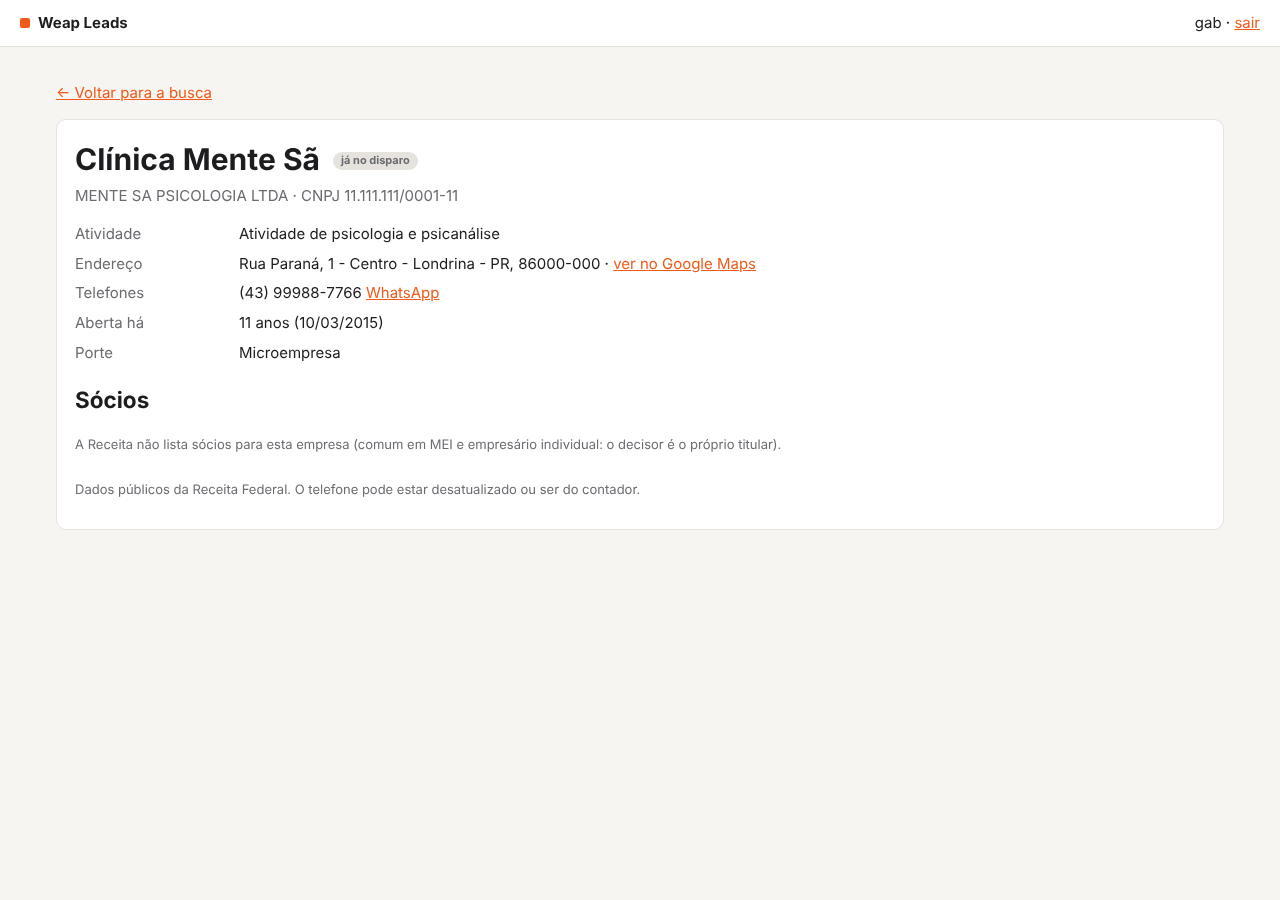 Weap Leads
gab · sair
← Voltar para a busca
Clínica Mente Sã já no disparo
MENTE SA PSICOLOGIA LTDA · CNPJ 11.111.111/0001-11
Atividade Atividade de psicologia e psicanálise
Endereço Rua Paraná, 1 - Centro - Londrina - PR, 86000-000 · ver no Google Maps
Telefones (43) 99988-7766 WhatsApp
Aberta há 11 anos (10/03/2015)
Porte Microempresa
Sócios
A Receita não lista sócios para esta empresa (comum em MEI e empresário individual: o decisor é o próprio titular).
Dados públicos da Receita Federal. O telefone pode estar desatualizado ou ser do contador.